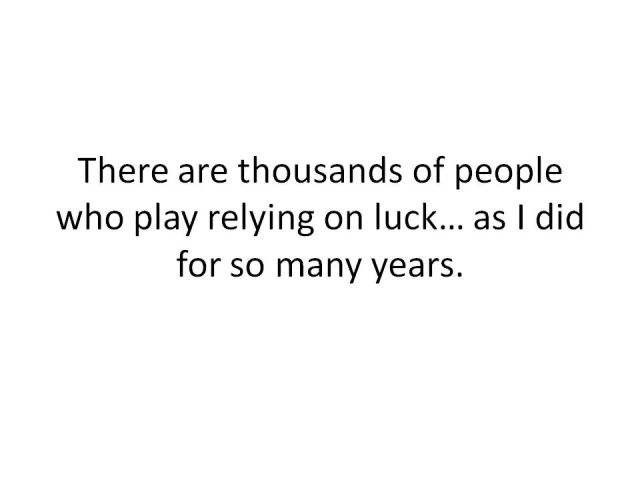 There are thousands of people
who play relying on luck... as I did
for so many years.